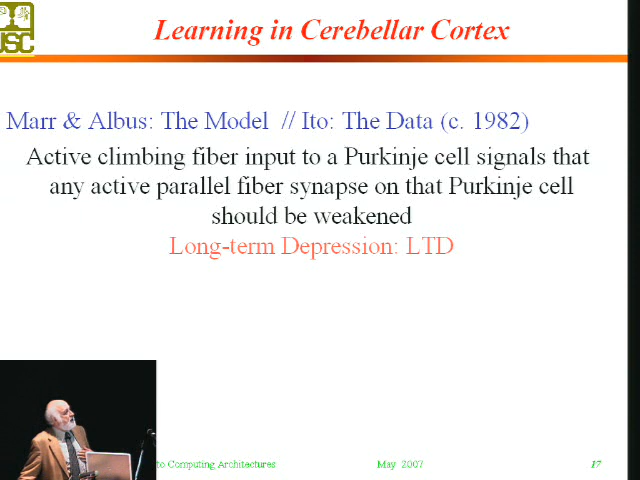 USC
Learning in Cerebellar Cortex
Marr & Albus: The Model // Ito: The Data (c. 1982)
Active climbing fiber input to a Purkinje cell signals that
any active parallel fiber synapse on that Purkinje cell
should be weakened
Long-term Depression: LTD
to Computing Architectures May 2007 17